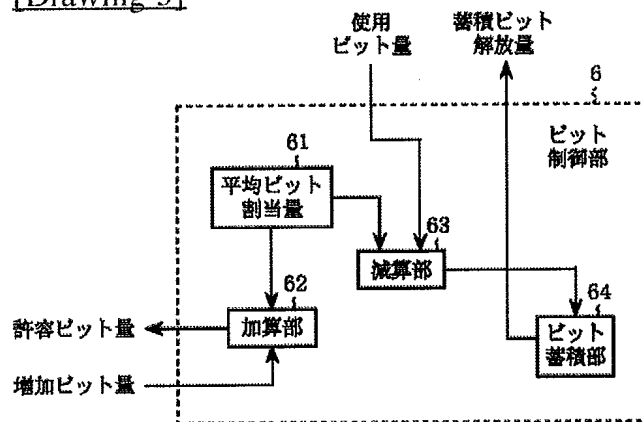 [Drawing 5]
使用
ビット量
蓄積ビット
解放量
6
ビット
制御部
61
平均ビット
割当量
63
減算部
62
加算部
64
ビット
蓄積部
許容ビット量
増加ビット量